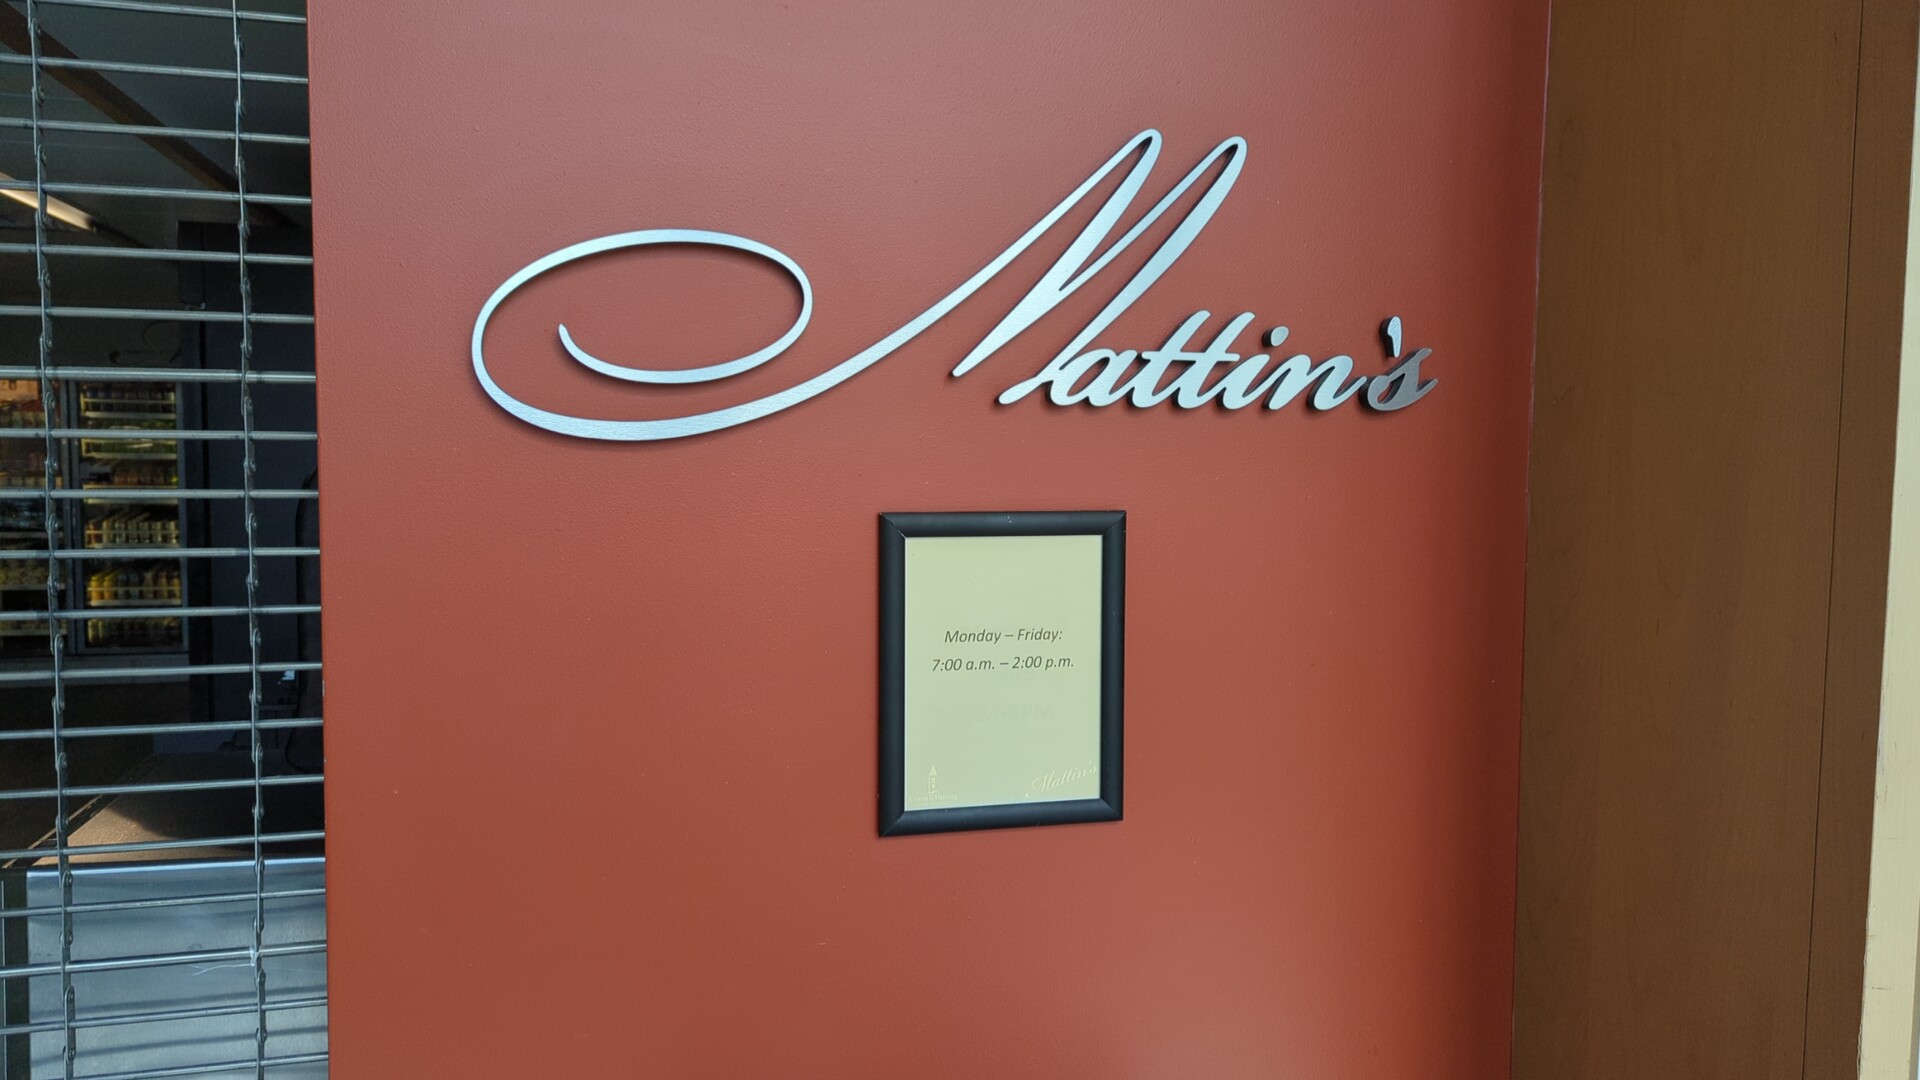 Mattin's
Monday – Friday:
7:00 a.m. – 2:00 p.m.
Mattin's